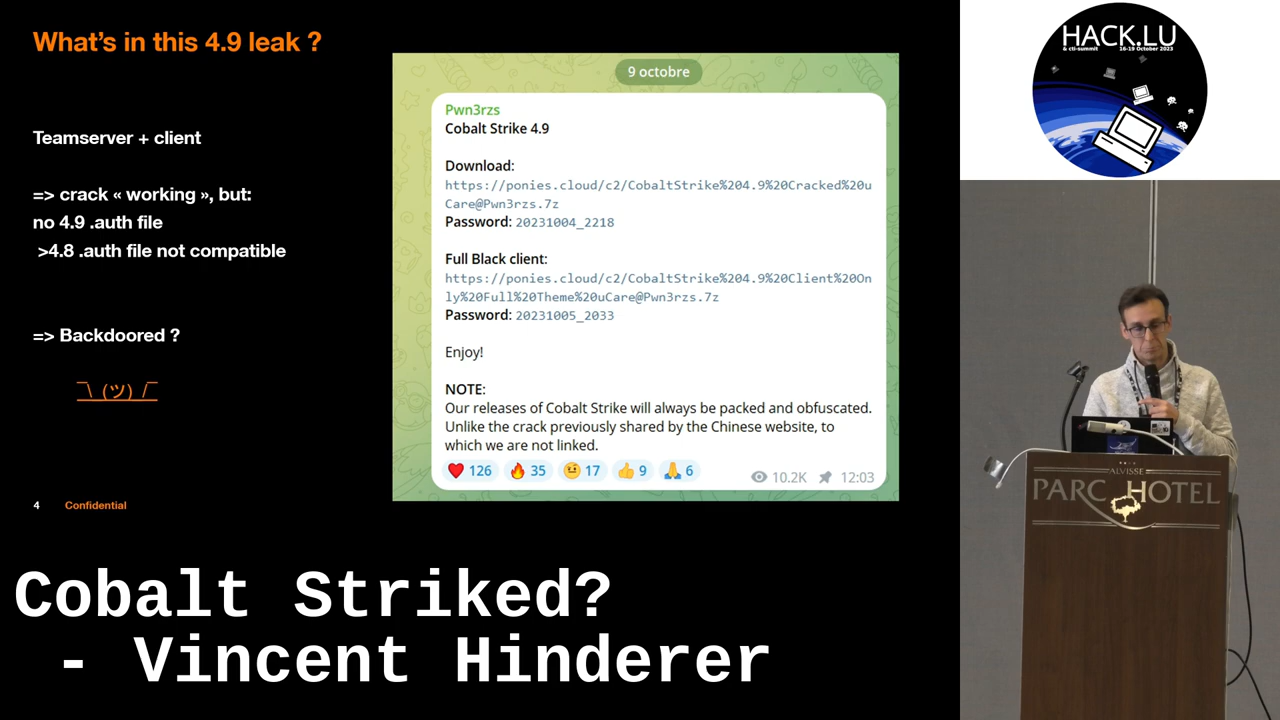 What's in this 4.9 leak ?
Teamserver + client
=> crack « working », but:
no 4.9 .auth file
>4.8 .auth file not compatible
=> Backdoored ?
¯\_(ツ)_/¯
4 Confidential
9 octobre
Pwn3rzs
Cobalt Strike 4.9
Download:
https://ponies.cloud/c2/CobaltStrike%204.9%20Cracked%20u
Care@Pwn3rzs.7z
Password: 20231004_2218
Full Black client:
https://ponies.cloud/c2/CobaltStrike%204.9%20Client%20On
ly%20Full%20Theme%20uCare@Pwn3rzs.7z
Password: 20231005_2033
Enjoy!
NOTE:
Our releases of Cobalt Strike will always be packed and obfuscated.
Unlike the crack previously shared by the Chinese website, to
which we are not linked.
❤️ 126 🔥 35 🤨 17 👍 9 🙏 6 10.2K 12:03
HACK.LU
& cti-summit 16-19 October 2023
ALVISSE
PARC HOTEL
Cobalt Striked?
- Vincent Hinderer